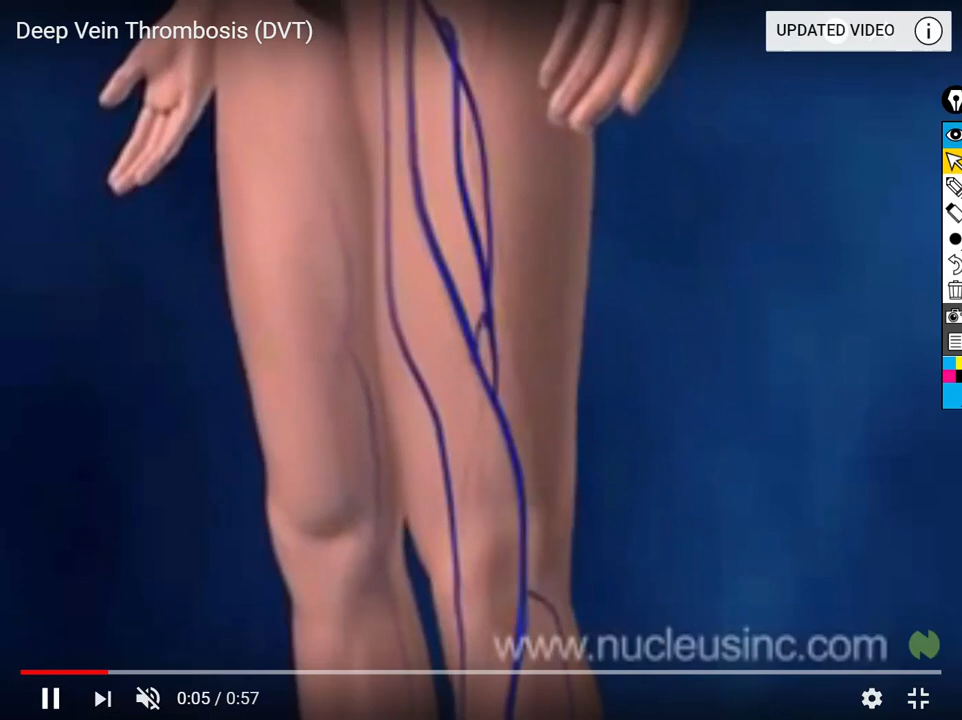 Deep Vein Thrombosis (DVT)
UPDATED VIDEO
www.nucleusinc.com
0:05 / 0:57